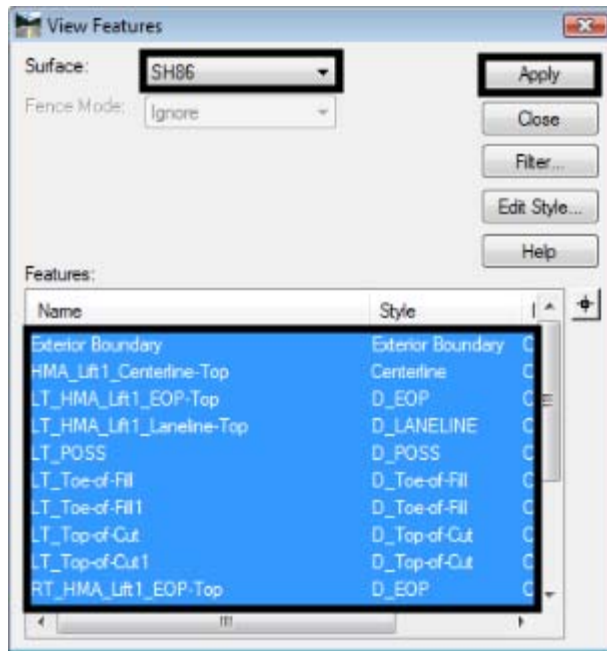 View Features
Surface: SH86 Apply
Fence Mode: Ignore Close
Filter...
Edit Style...
Help
Features:
Name Style
Exterior Boundary Exterior Boundary C
HMA_Lift1_Centerline-Top Centerline C
LT_HMA_Lift1_EOP-Top D_EOP C
LT_HMA_Lift1_Laneline-Top D_LANELINE C
LT_POSS D_POSS C
LT_Toe-of-Fill D_Toe-of-Fill C
LT_Toe-of-Fill1 D_Toe-of-Fill C
LT_Top-of-Cut D_Top-of-Cut C
LT_Top-of-Cut1 D_Top-of-Cut C
RT_HMA_Lift1_EOP-Top D_EOP C